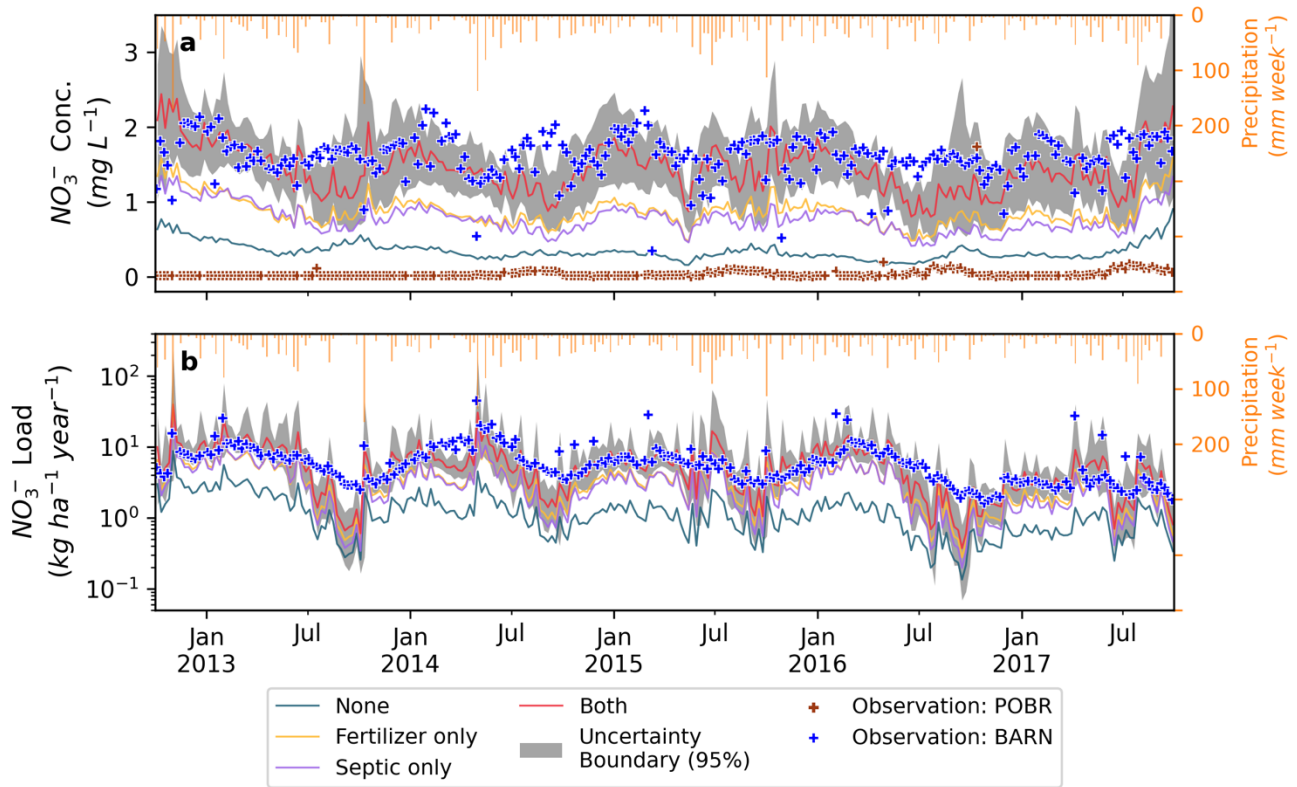 a
NO₃⁻ Conc.
(mg L⁻¹)
3
2
1
0
0
100
200
Precipitation
(mm week⁻¹)
b
NO₃⁻ Load
(kg ha⁻¹ year⁻¹)
10²
10¹
10⁰
10⁻¹
0
100
200
Precipitation
(mm week⁻¹)
Jan
2013
Jul
Jan
2014
Jul
Jan
2015
Jul
Jan
2016
Jul
Jan
2017
Jul
None
Fertilizer only
Septic only
Both
Uncertainty
Boundary (95%)
Observation: POBR
Observation: BARN